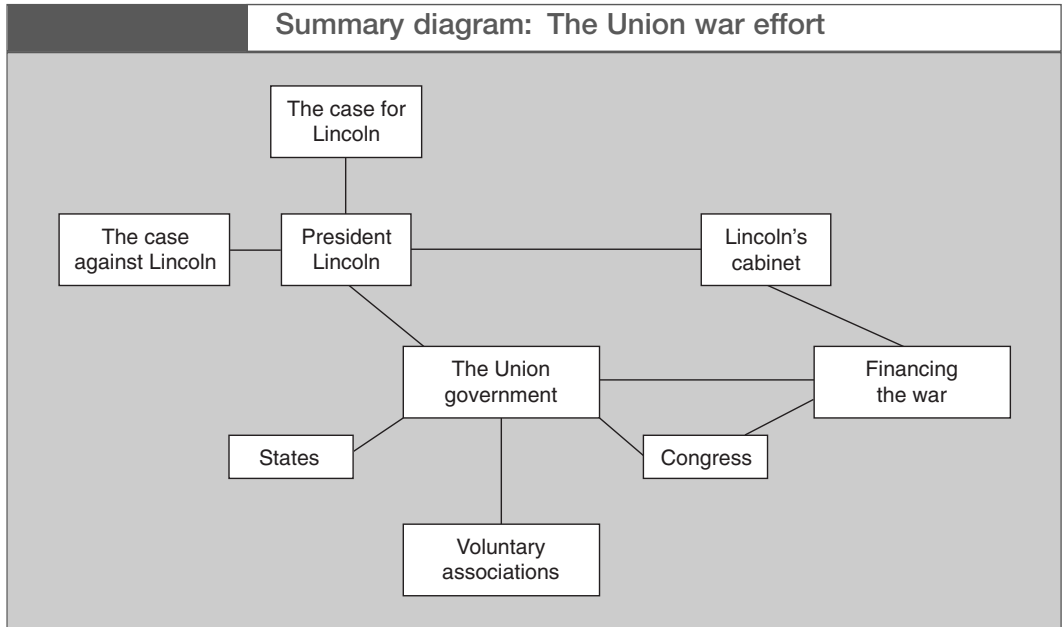 Summary diagram: The Union war effort
The case for
Lincoln
The case
against Lincoln
President
Lincoln
Lincoln's
cabinet
The Union
government
Financing
the war
States
Congress
Voluntary
associations